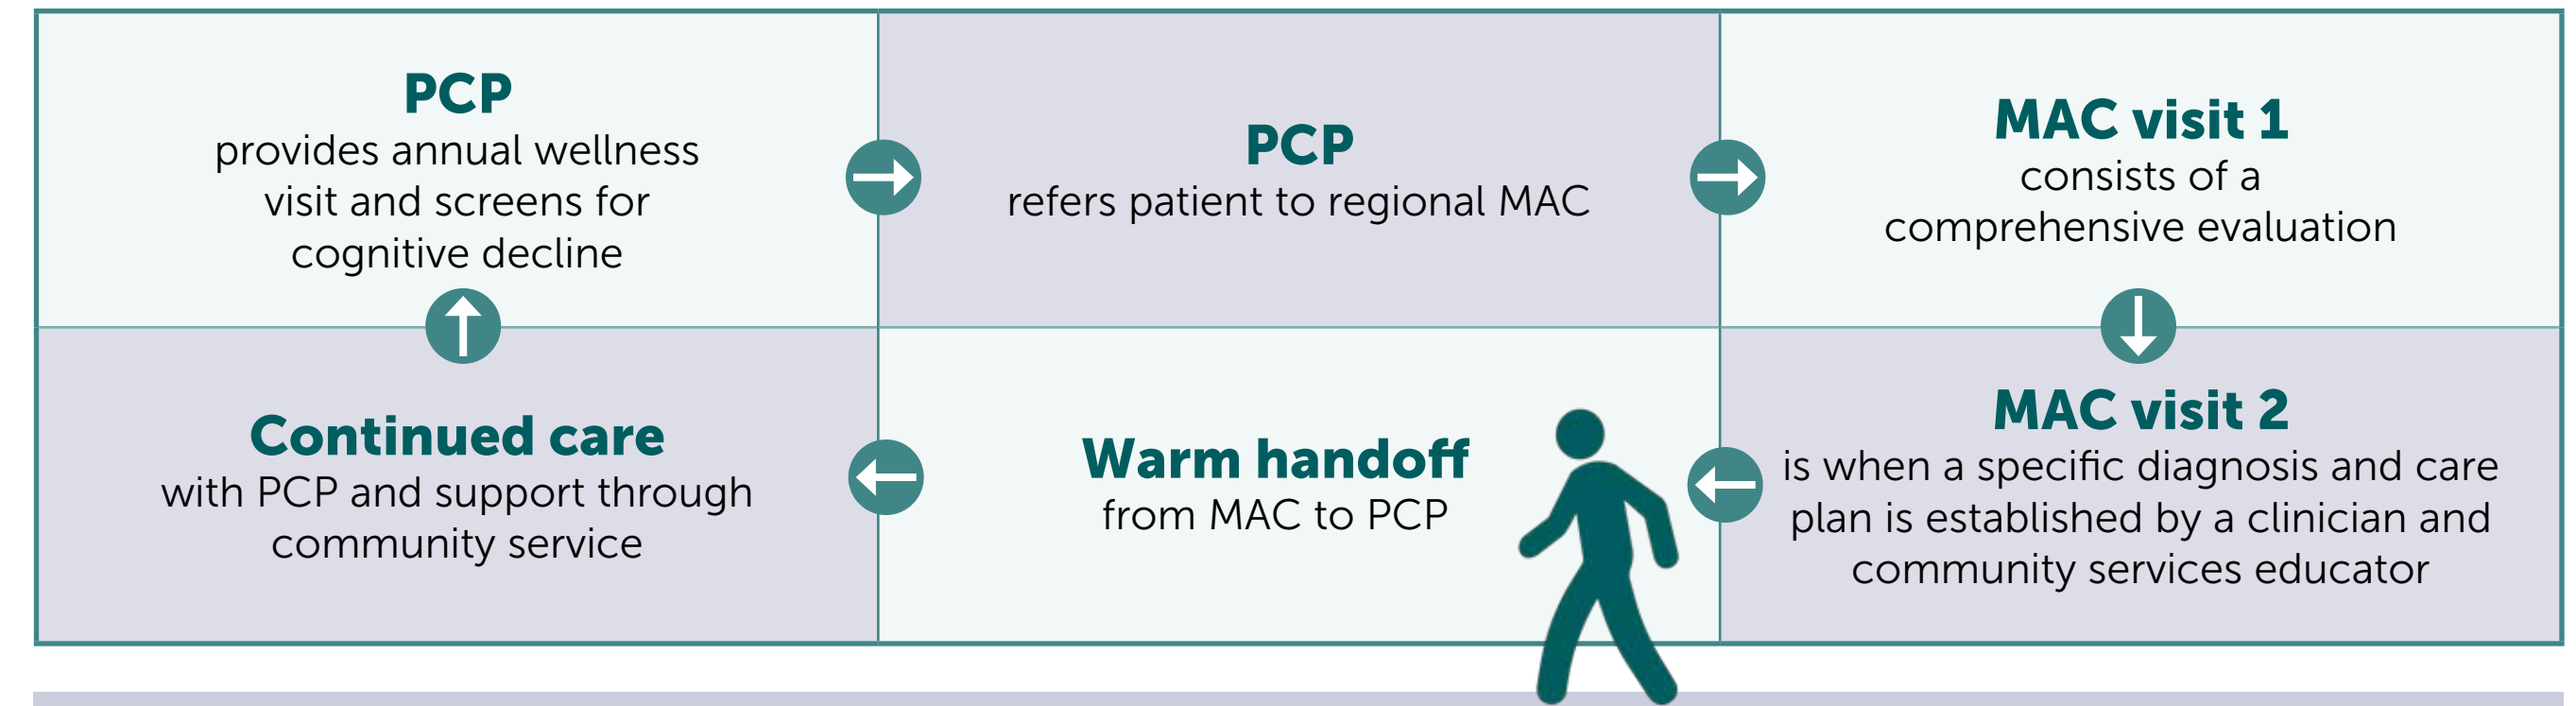 PCP
provides annual wellness
visit and screens for
cognitive decline
PCP
refers patient to regional MAC
MAC visit 1
consists of a
comprehensive evaluation
MAC visit 2
is when a specific diagnosis and care
plan is established by a clinician and
community services educator
Warm handoff
from MAC to PCP
Continued care
with PCP and support through
community service